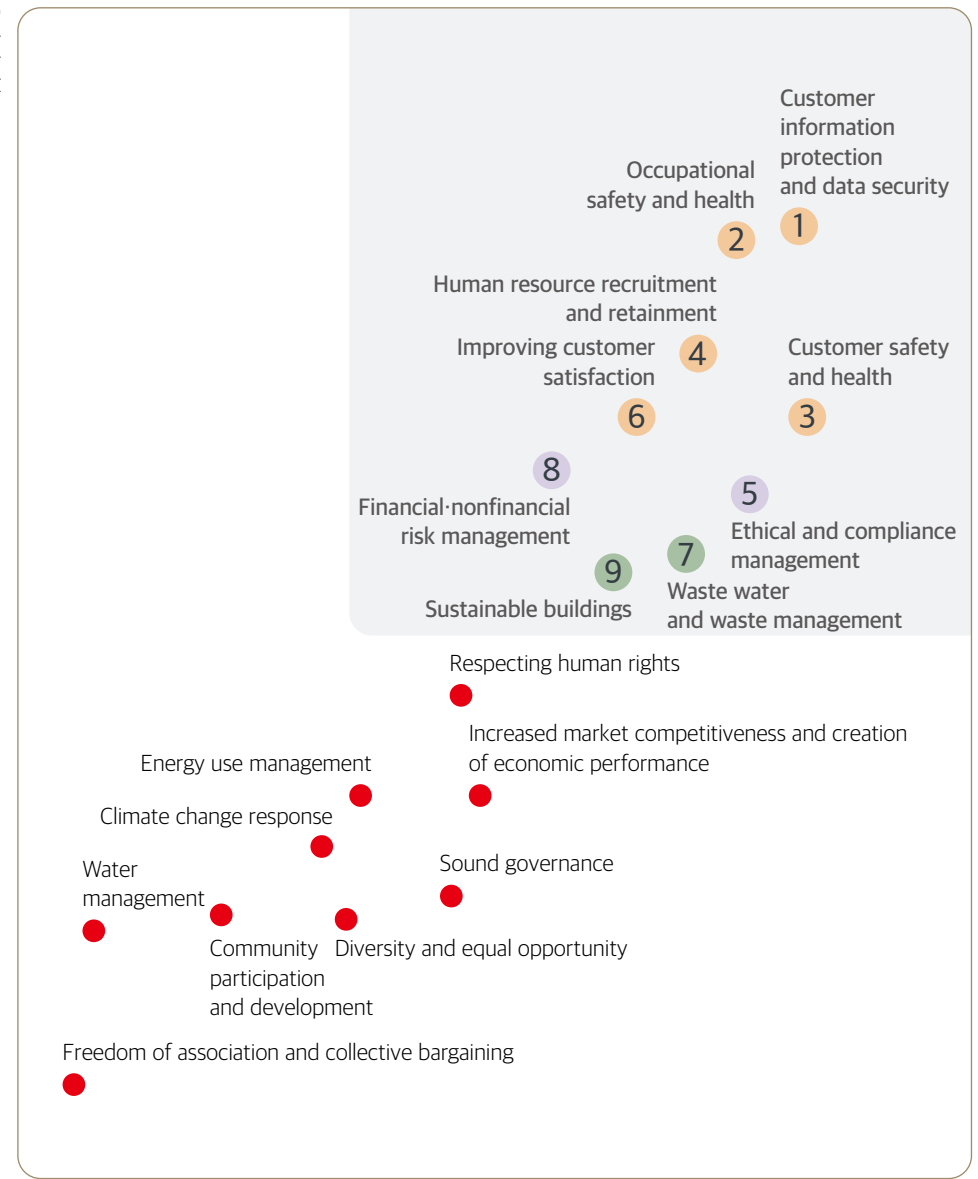 Customer
information
protection
and data security
1
Occupational
safety and health
2
Human resource recruitment
and retainment
4
Improving customer
satisfaction
6
Customer safety
and health
3
8
Financial·nonfinancial
risk management
5
Ethical and compliance
management
7
Waste water
and waste management
9
Sustainable buildings
Respecting human rights
Increased market competitiveness and creation
of economic performance
Energy use management
Climate change response
Sound governance
Water
management
Community
participation
and development
Diversity and equal opportunity
Freedom of association and collective bargaining